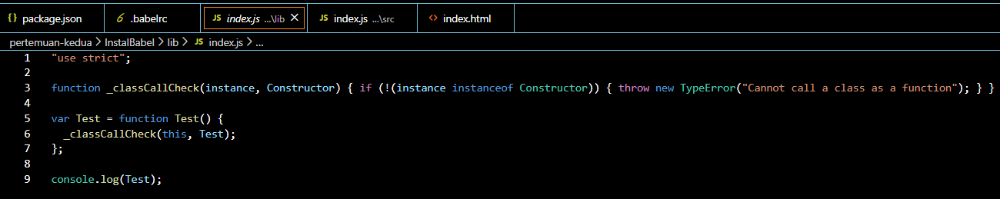 {} package.json
.babelrc
JS index.js ...\lib
JS index.js ...\src
<> index.html
pertemuan-kedua > InstalBabel > lib > JS index.js > ...
1 "use strict";
2
3 function _classCallCheck(instance, Constructor) { if (!(instance instanceof Constructor)) { throw new TypeError("Cannot call a class as a function"); } }
4
5 var Test = function Test() {
6 _classCallCheck(this, Test);
7 };
8
9 console.log(Test);